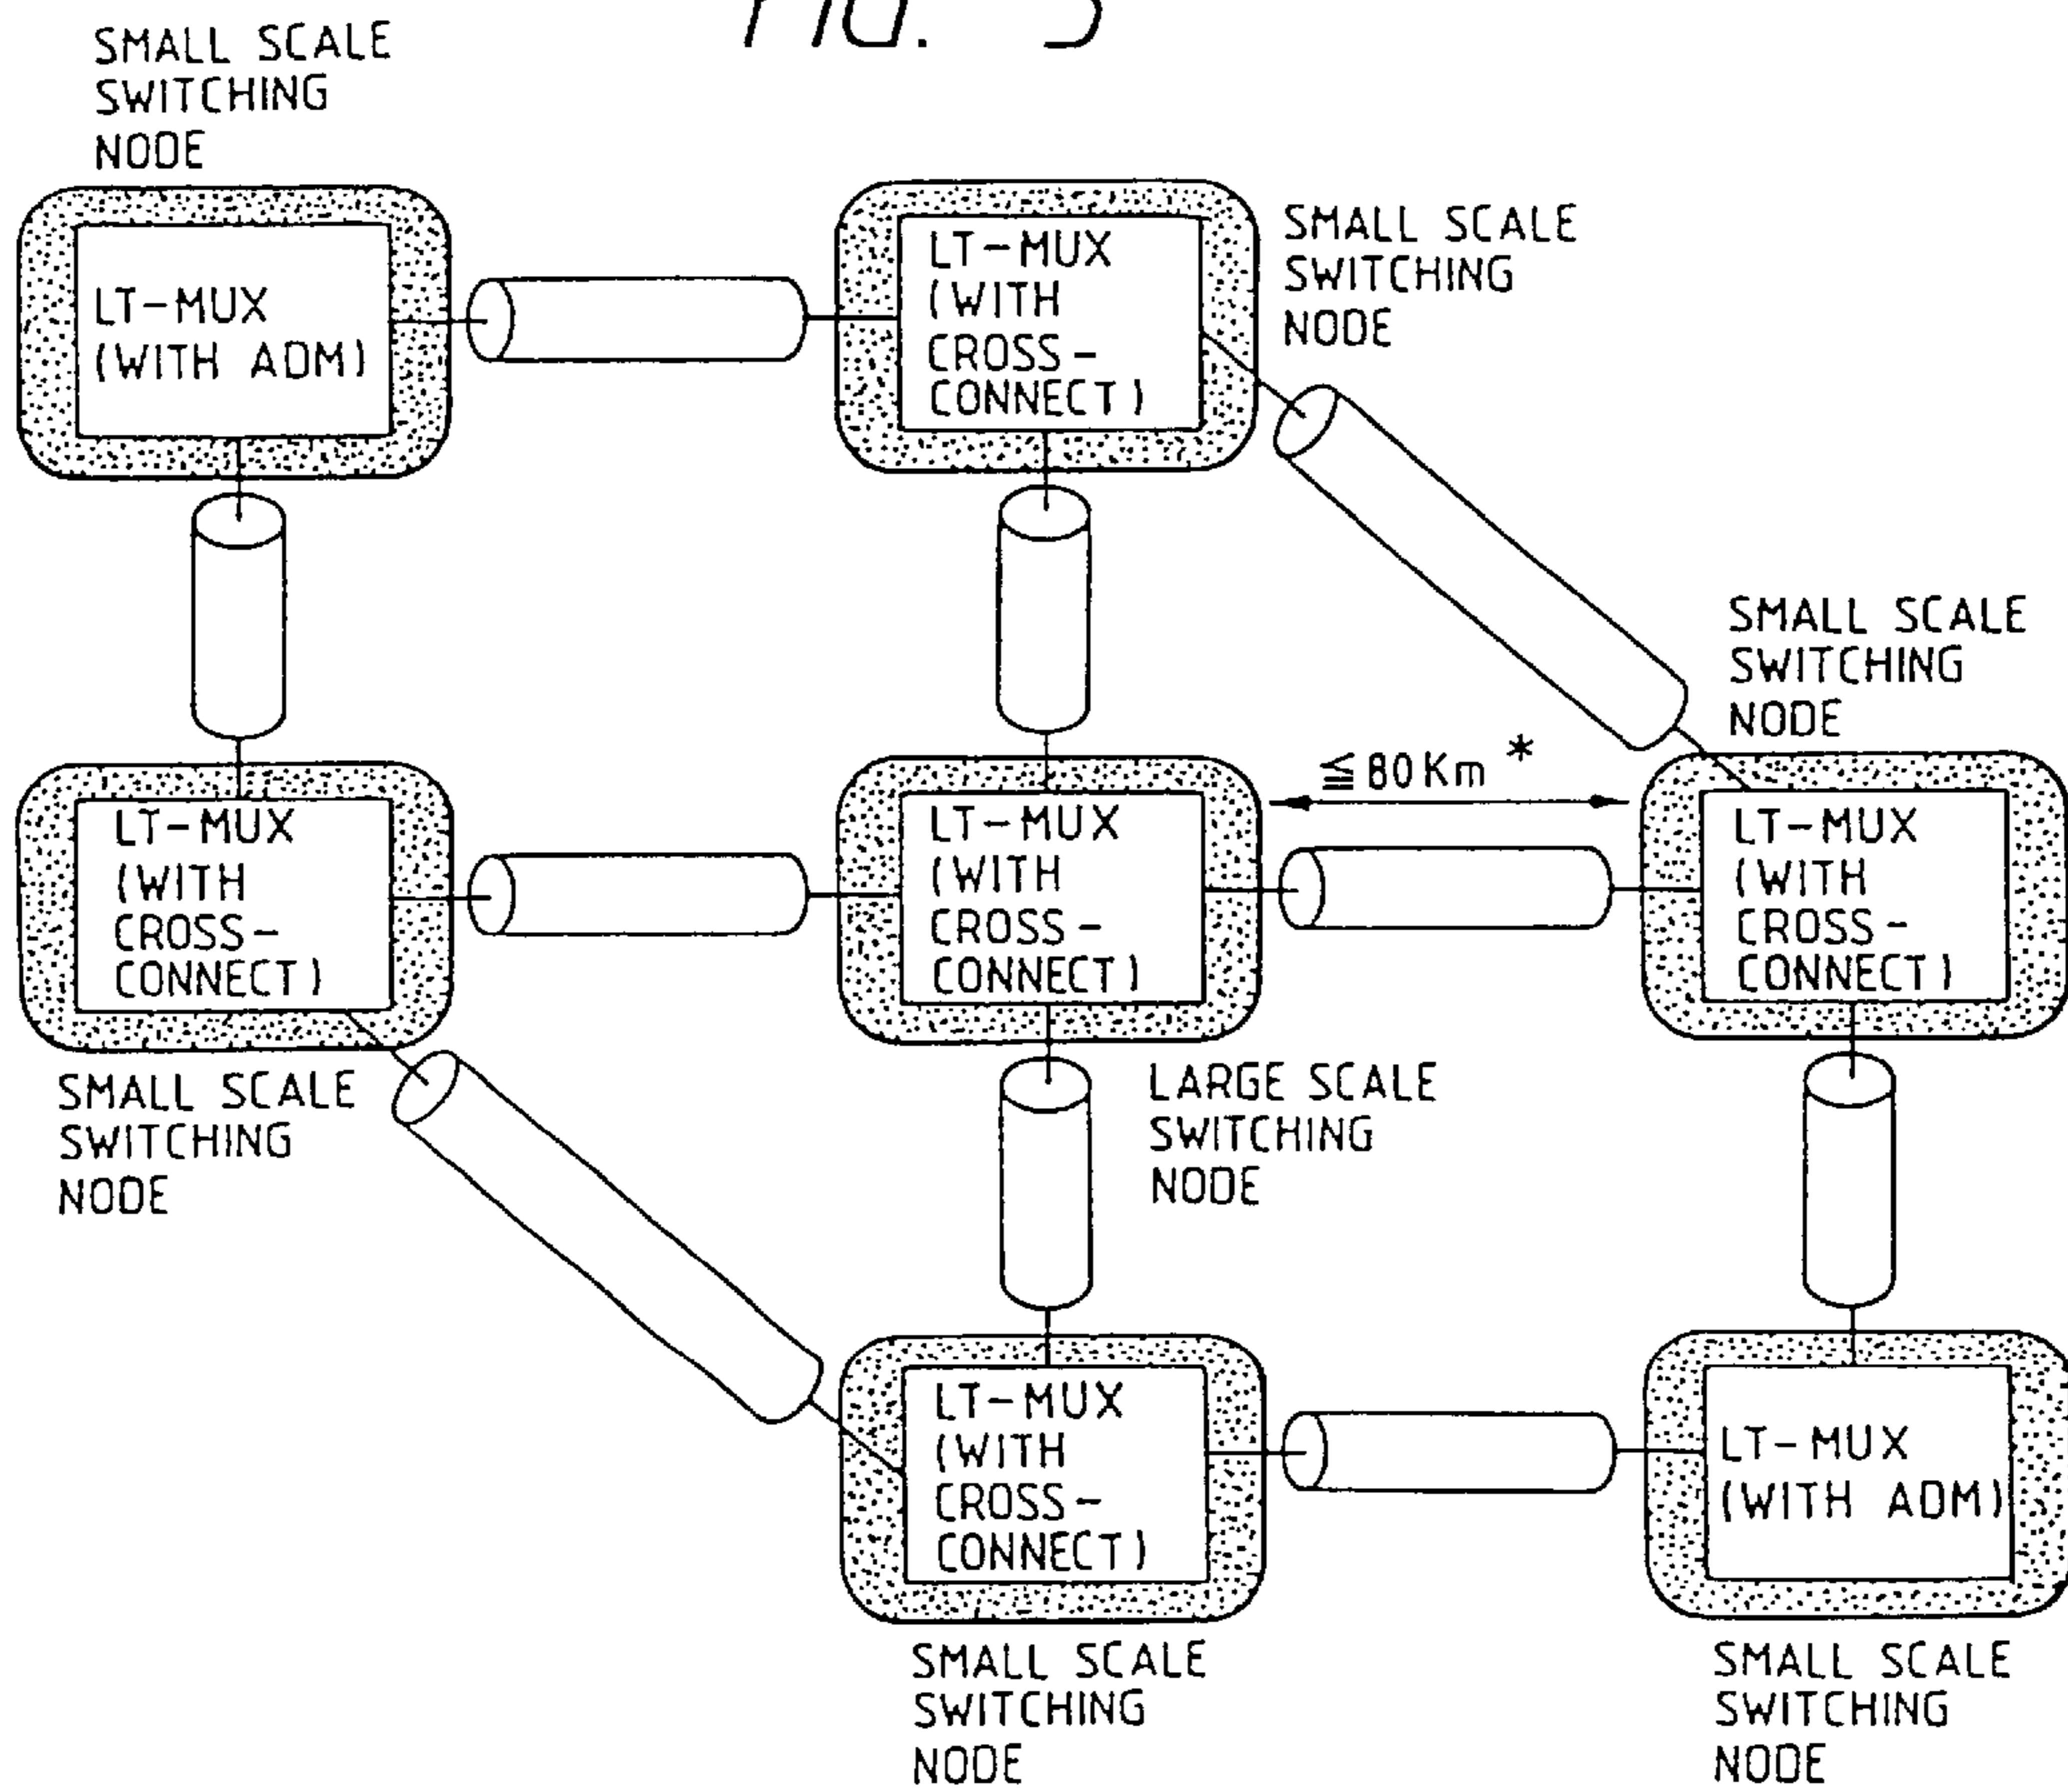 FIG. 3
SMALL SCALE
SWITCHING
NODE
LT-MUX
(WITH ADM)
LT-MUX
(WITH
CROSS-
CONNECT)
SMALL SCALE
SWITCHING
NODE
SMALL SCALE
SWITCHING
NODE
≦80Km *
LT-MUX
(WITH
CROSS-
CONNECT)
SMALL SCALE
SWITCHING
NODE
LT-MUX
(WITH
CROSS-
CONNECT)
LARGE SCALE
SWITCHING
NODE
LT-MUX
(WITH
CROSS-
CONNECT)
LT-MUX
(WITH
CROSS-
CONNECT)
SMALL SCALE
SWITCHING
NODE
LT-MUX
(WITH ADM)
SMALL SCALE
SWITCHING
NODE